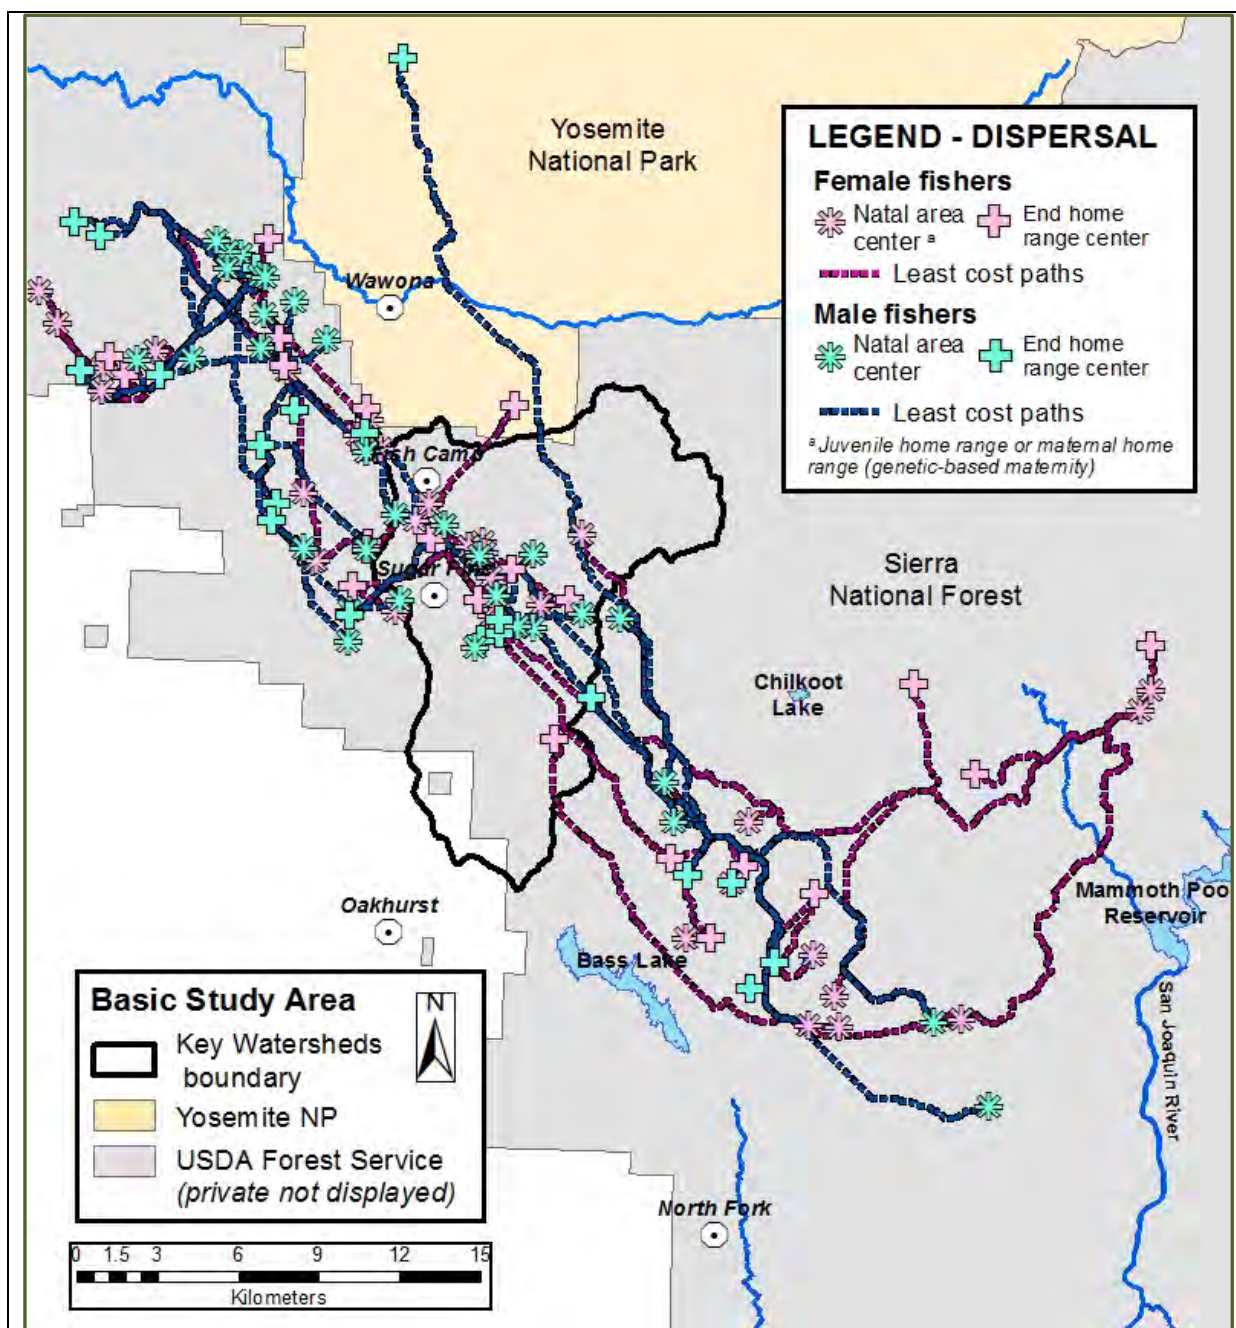 Yosemite
National Park
LEGEND - DISPERSAL
Female fishers
Natal area
center a
End home
range center
Least cost paths
Male fishers
Natal area
center
End home
range center
Least cost paths
a Juvenile home range or maternal home
range (genetic-based maternity)
Wawona
Fish Camp
Sugar Pine
Sierra
National Forest
Chilkoot
Lake
Mammoth Poo
Reservoir
Oakhurst
Bass Lake
San Joaquin River
North Fork
Basic Study Area
N
Key Watersheds
boundary
Yosemite NP
USDA Forest Service
(private not displayed)
0 1.5 3 6 9 12 15
Kilometers